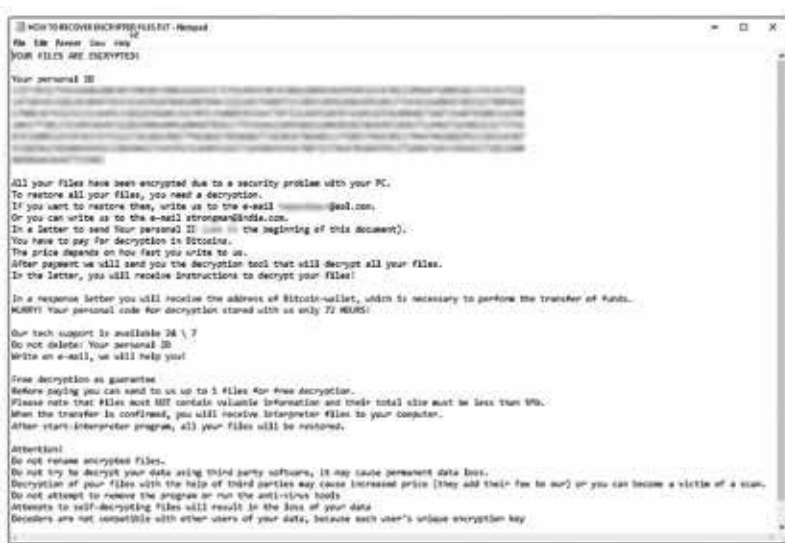 HOW TO RECOVER ENCRYPTED FILES.TXT - Notepad
File Edit Format View Help
YOUR FILES ARE ENCRYPTED!
Your personal ID
All your files have been encrypted due to a security problem with your PC.
To restore all your files, you need a decryption.
If you want to restore them, write us to the e-mail @aol.com.
Or you can write us to the e-mail strongman@india.com.
In a letter to send Your personal ID the beginning of this document).
You have to pay for decryption in Bitcoins.
The price depends on how fast you write to us.
After payment we will send you the decryption tool that will decrypt all your files.
In the letter, you will receive instructions to decrypt your files!
In a response letter you will receive the address of Bitcoin-wallet, which is necessary to perform the transfer of funds.
HURRY! Your personal code for decryption stored with us only 72 HOURS!
Our tech support is available 24 \ 7
Do not delete: Your personal ID
Write on e-mail, we will help you!
Free decryption as guarantee
Before paying you can send to us up to 1 files for free decryption.
Please note that files must NOT contain valuable information and their total size must be less than
When the transfer is confirmed, you will receive interpreter files to your computer.
After start-interpreter program, all your files will be restored.
Attention!
Do not rename encrypted files.
Do not try to decrypt your data using third party software, it may cause permanent data loss.
Decryption of your files with the help of third parties may cause increased price (they add their fee to our) or you can become a victim of a scam.
Do not attempt to remove the program or run the anti-virus tools
Attempts to self-decrypting files will result in the loss of your data
Decoders are not compatible with other users of your data, because each user's unique encryption key